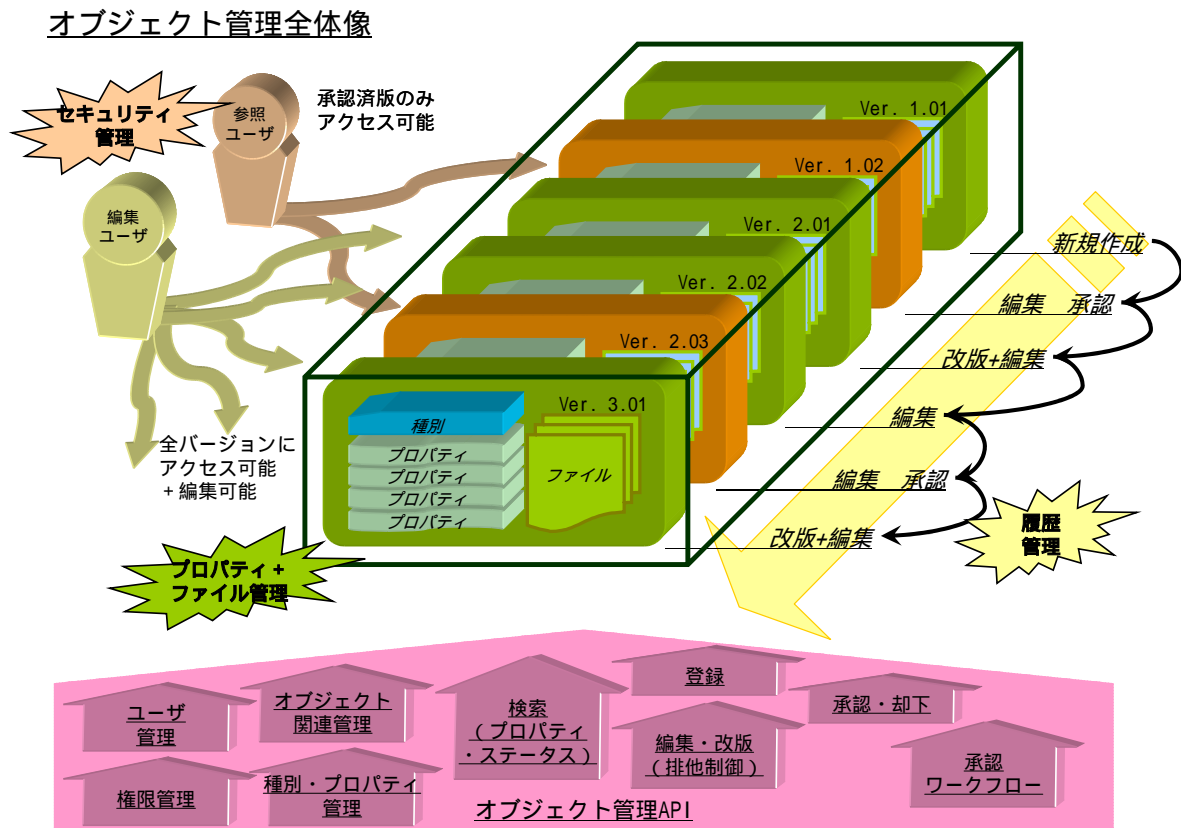 オブジェクト管理全体像
セキュリティ
管理
参照
ユーザ
承認済版のみ
アクセス可能
編集
ユーザ
全バージョンに
アクセス可能
+編集可能
Ver. 1.01
Ver. 1.02
Ver. 2.01
Ver. 2.02
Ver. 2.03
Ver. 3.01
種別
プロパティ
プロパティ
プロパティ
プロパティ
ファイル
プロパティ+
ファイル管理
新規作成
編集 承認
改版+編集
編集
編集 承認
改版+編集
履歴
管理
ユーザ
管理
オブジェクト
関連管理
検索
(プロパティ
・ステータス)
登録
承認・却下
権限管理
種別・プロパティ
管理
編集・改版
(排他制御)
承認
ワークフロー
オブジェクト管理API